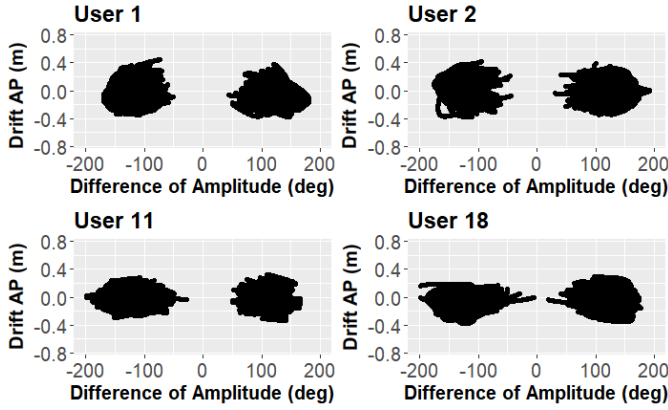 User 1
User 2
Drift AP (m)
0.8
0.4
0.0
-0.4
-0.8
-200 -100 0 100 200
Difference of Amplitude (deg)
Drift AP (m)
0.8
0.4
0.0
-0.4
-0.8
-200 -100 0 100 200
Difference of Amplitude (deg)
User 11
User 18
Drift AP (m)
0.8
0.4
0.0
-0.4
-0.8
-200 -100 0 100 200
Difference of Amplitude (deg)
Drift AP (m)
0.8
0.4
0.0
-0.4
-0.8
-200 -100 0 100 200
Difference of Amplitude (deg)